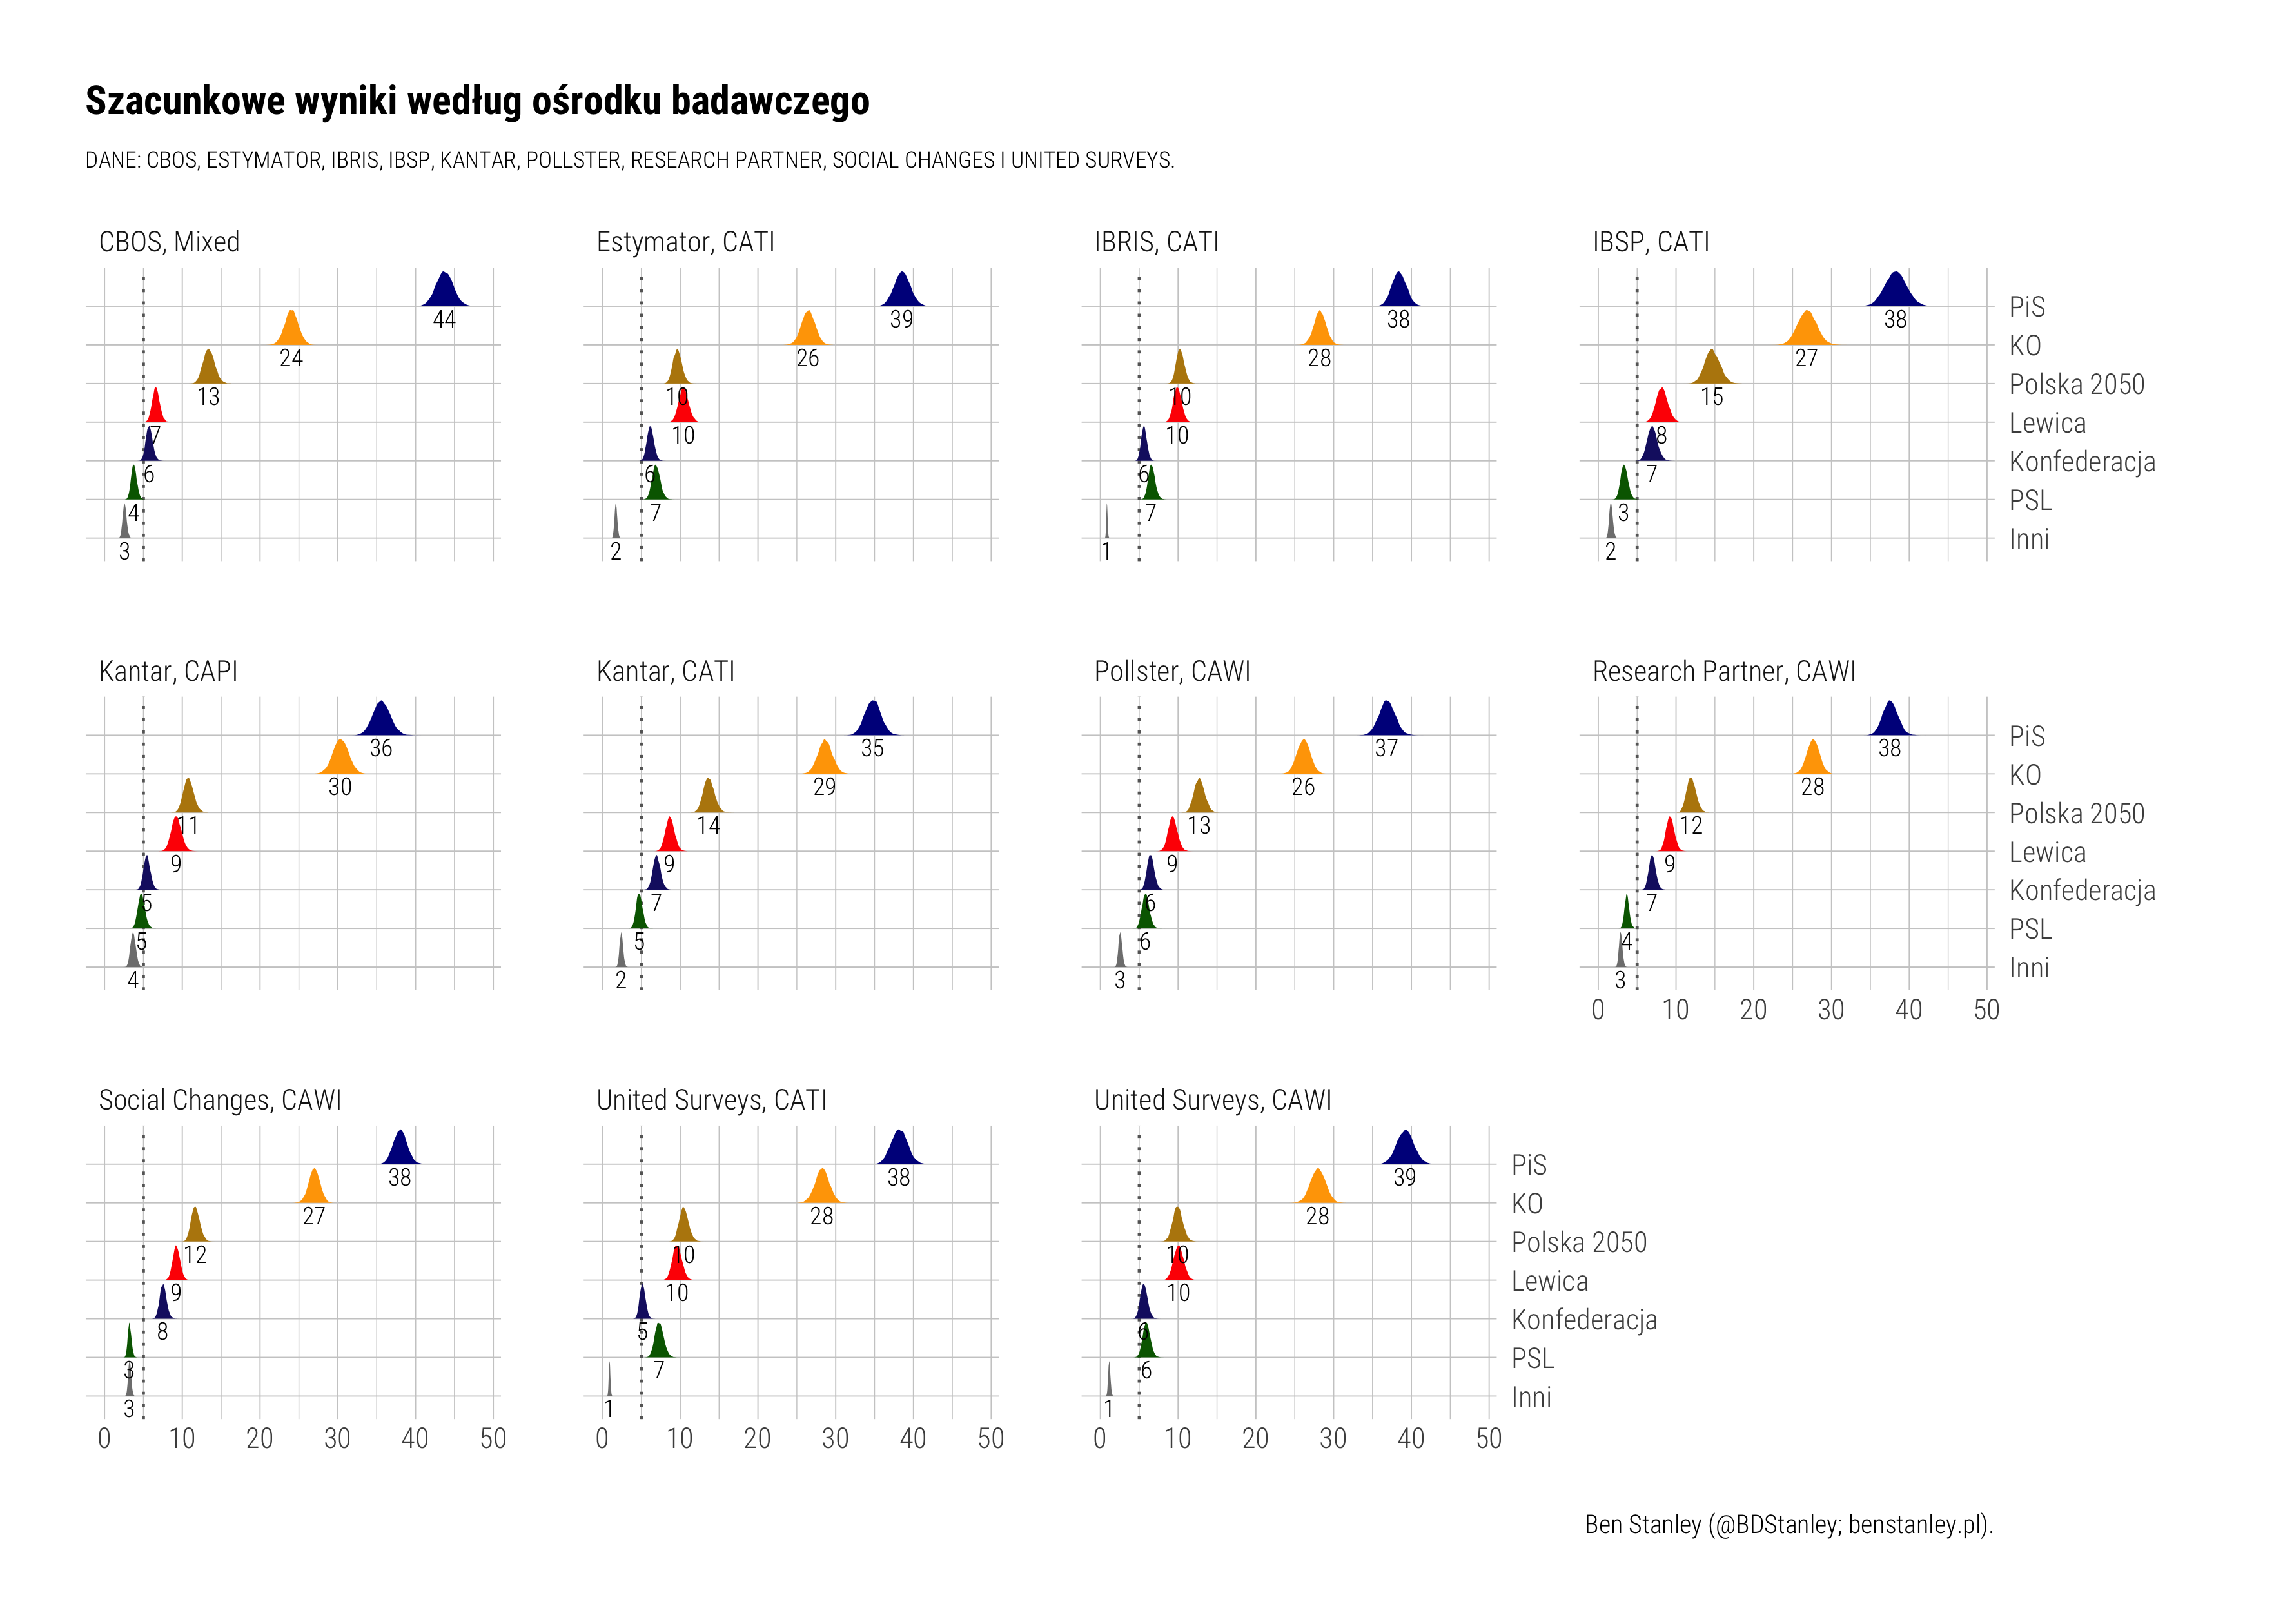 Szacunkowe wyniki według ośrodku badawczego
DANE: CBOS, ESTYMATOR, IBRIS, IBSP, KANTAR, POLLSTER, RESEARCH PARTNER, SOCIAL CHANGES I UNITED SURVEYS.
CBOS, Mixed
44
24
13
7
6
4
3
Estymator, CATI
39
26
10
10
6
7
2
IBRIS, CATI
38
28
10
10
6
7
1
IBSP, CATI
38
27
15
8
7
3
2
PiS
KO
Polska 2050
Lewica
Konfederacja
PSL
Inni
Kantar, CAPI
36
30
11
9
5
5
4
Kantar, CATI
35
29
14
9
7
5
2
Pollster, CAWI
37
26
13
9
6
6
3
Research Partner, CAWI
38
28
12
9
7
4
3
PiS
KO
Polska 2050
Lewica
Konfederacja
PSL
Inni
0 10 20 30 40 50
Social Changes, CAWI
38
27
12
9
8
3
3
0 10 20 30 40 50
United Surveys, CATI
38
28
10
10
5
7
1
0 10 20 30 40 50
United Surveys, CAWI
39
28
10
10
6
6
1
PiS
KO
Polska 2050
Lewica
Konfederacja
PSL
Inni
0 10 20 30 40 50
Ben Stanley (@BDStanley; benstanley.pl).